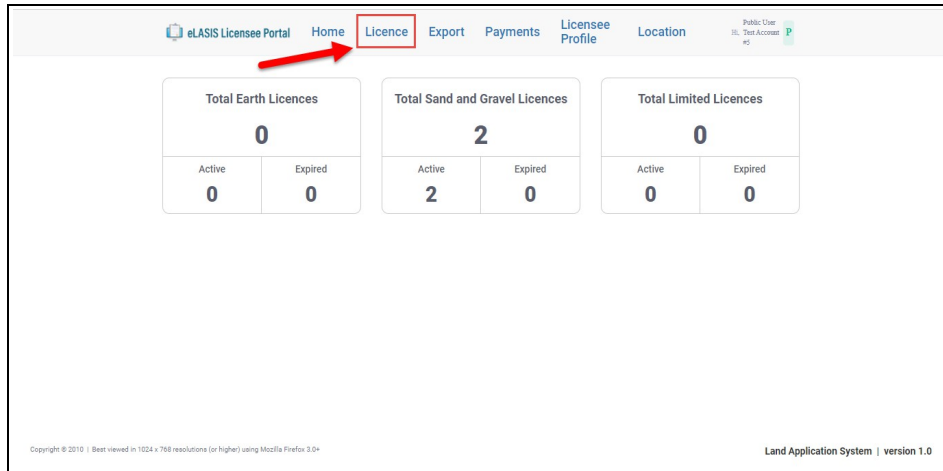 eLASIS Licensee Portal Home Licence Export Payments Licensee Profile Location Public User Hi, Test Account #5 P
Total Earth Licences
0
Active Expired
0 0
Total Sand and Gravel Licences
2
Active Expired
2 0
Total Limited Licences
0
Active Expired
0 0
Copyright © 2010 | Best viewed in 1024 x 768 resolutions (or higher) using Mozilla Firefox 3.0+
Land Application System | version 1.0